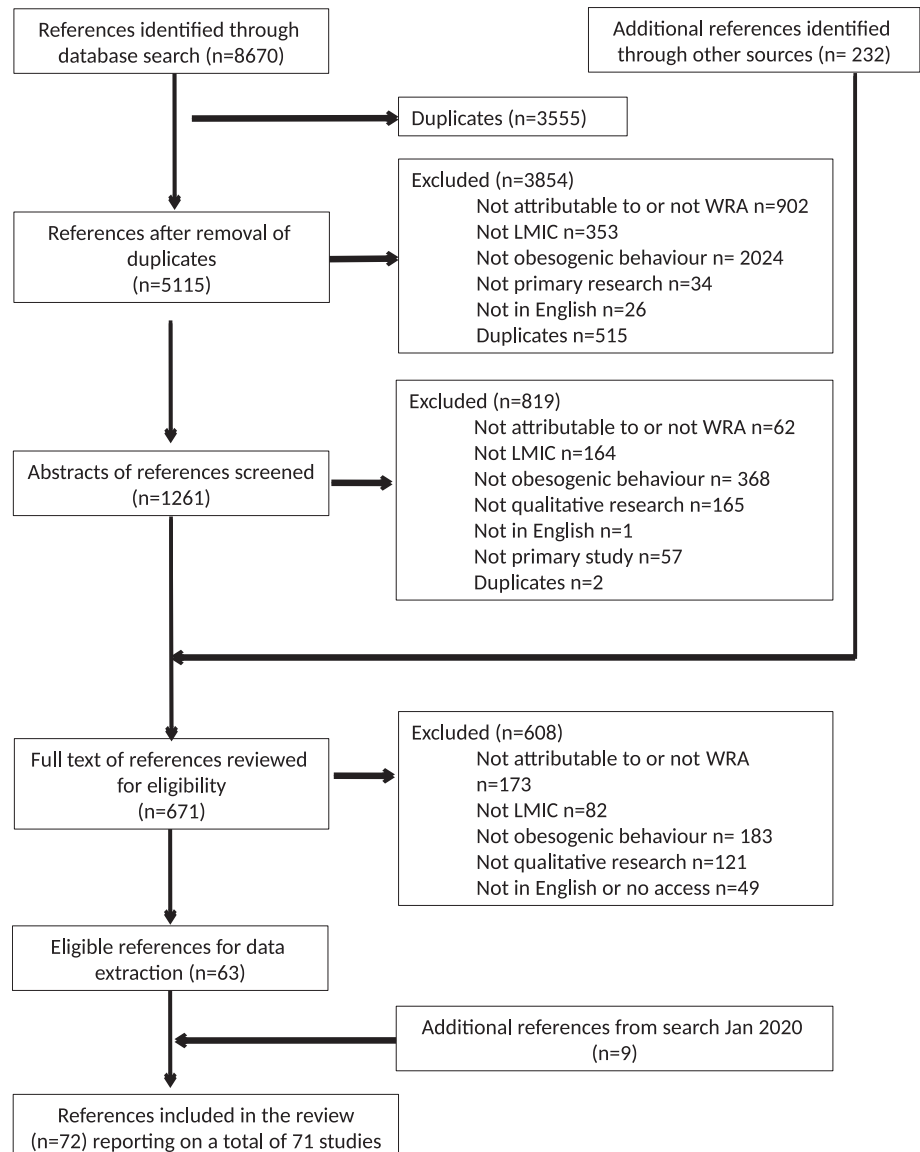 References identified through
database search (n=8670)
Additional references identified
through other sources (n= 232)
Duplicates (n=3555)
References after removal of
duplicates
(n=5115)
Excluded (n=3854)
Not attributable to or not WRA n=902
Not LMIC n=353
Not obesogenic behaviour n= 2024
Not primary research n=34
Not in English n=26
Duplicates n=515
Abstracts of references screened
(n=1261)
Excluded (n=819)
Not attributable to or not WRA n=62
Not LMIC n=164
Not obesogenic behaviour n= 368
Not qualitative research n=165
Not in English n=1
Not primary study n=57
Duplicates n=2
Full text of references reviewed
for eligibility
(n=671)
Excluded (n=608)
Not attributable to or not WRA
n=173
Not LMIC n=82
Not obesogenic behaviour n= 183
Not qualitative research n=121
Not in English or no access n=49
Eligible references for data
extraction (n=63)
Additional references from search Jan 2020
(n=9)
References included in the review
(n=72) reporting on a total of 71 studies